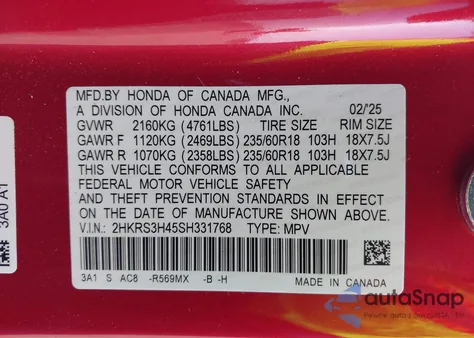 MFD.BY HONDA OF CANADA MFG.,
A DIVISION OF HONDA CANADA INC. 02/'25
GVWR 2160KG (4761LBS) TIRE SIZE RIM SIZE
GAWR F 1120KG (2469LBS) 235/60R18 103H 18X7.5J
GAWR R 1070KG (2358LBS) 235/60R18 103H 18X7.5J
THIS VEHICLE CONFORMS TO ALL APPLICABLE
FEDERAL MOTOR VEHICLE SAFETY
AND THEFT PREVENTION STANDARDS IN EFFECT ON
THE DATE OF MANUFACTURE SHOWN ABOVE.
V.I.N.: 2HKRS3H45SH331768 TYPE: MPV
3A1 S AC8 -R569MX -B -H MADE IN CANADA
3A0 A1
autaSnap